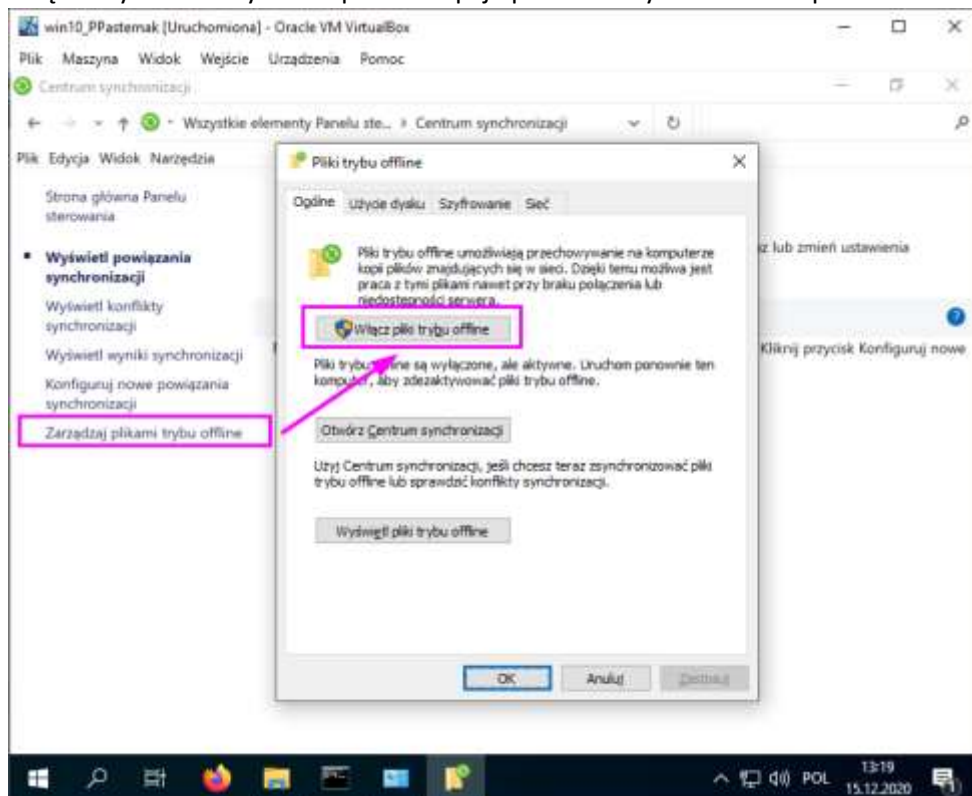 win10_PPasternak [Uruchomiona] - Oracle VM VirtualBox
Plik Maszyna Widok Wejście Urządzenia Pomoc
Centrum synchronizacji
Wszystkie elementy Panelu ste... Centrum synchronizacji
Plik Edycja Widok Narzędzia
Strona główna Panelu
sterowania
Wyświetl powiązania
synchronizacji
Wyświetl konflikty
synchronizacji
Wyświetl wyniki synchronizacji
Konfiguruj nowe powiązania
synchronizacji
Zarządzaj plikami trybu offline
Pliki trybu offline
Ogólne Użycie dysku Szyfrowanie Sieć
Pliki trybu offline umożliwiają przechowywanie na komputerze
kopii plików znajdujących się w sieci. Dzięki temu możliwa jest
praca z tymi plikami nawet przy braku połączenia lub
niedostępności serwera.
Włącz pliki trybu offline
Pliki trybu offline są wyłączone, ale aktywne. Uruchom ponownie ten
komputer, aby zdezaktywować pliki trybu offline.
Otwórz Centrum synchronizacji
Użyj Centrum synchronizacji, jeśli chcesz teraz zsynchronizować pliki
trybu offline lub sprawdzić konflikty synchronizacji.
Wyświetl pliki trybu offline
OK Anuluj Zastosuj
lub zmień ustawienia
Kliknij przycisk Konfiguruj nowe
POL
13:19
15.12.2020